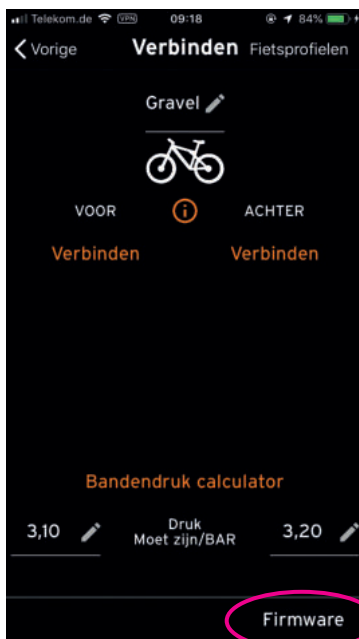 Telekom.de VPN 09:18 84%
Vorige Verbinden Fietsprofielen
Gravel
VOOR i ACHTER
Verbinden Verbinden
Bandendruk calculator
3,10 Druk 3,20
Moet zijn/BAR
Firmware